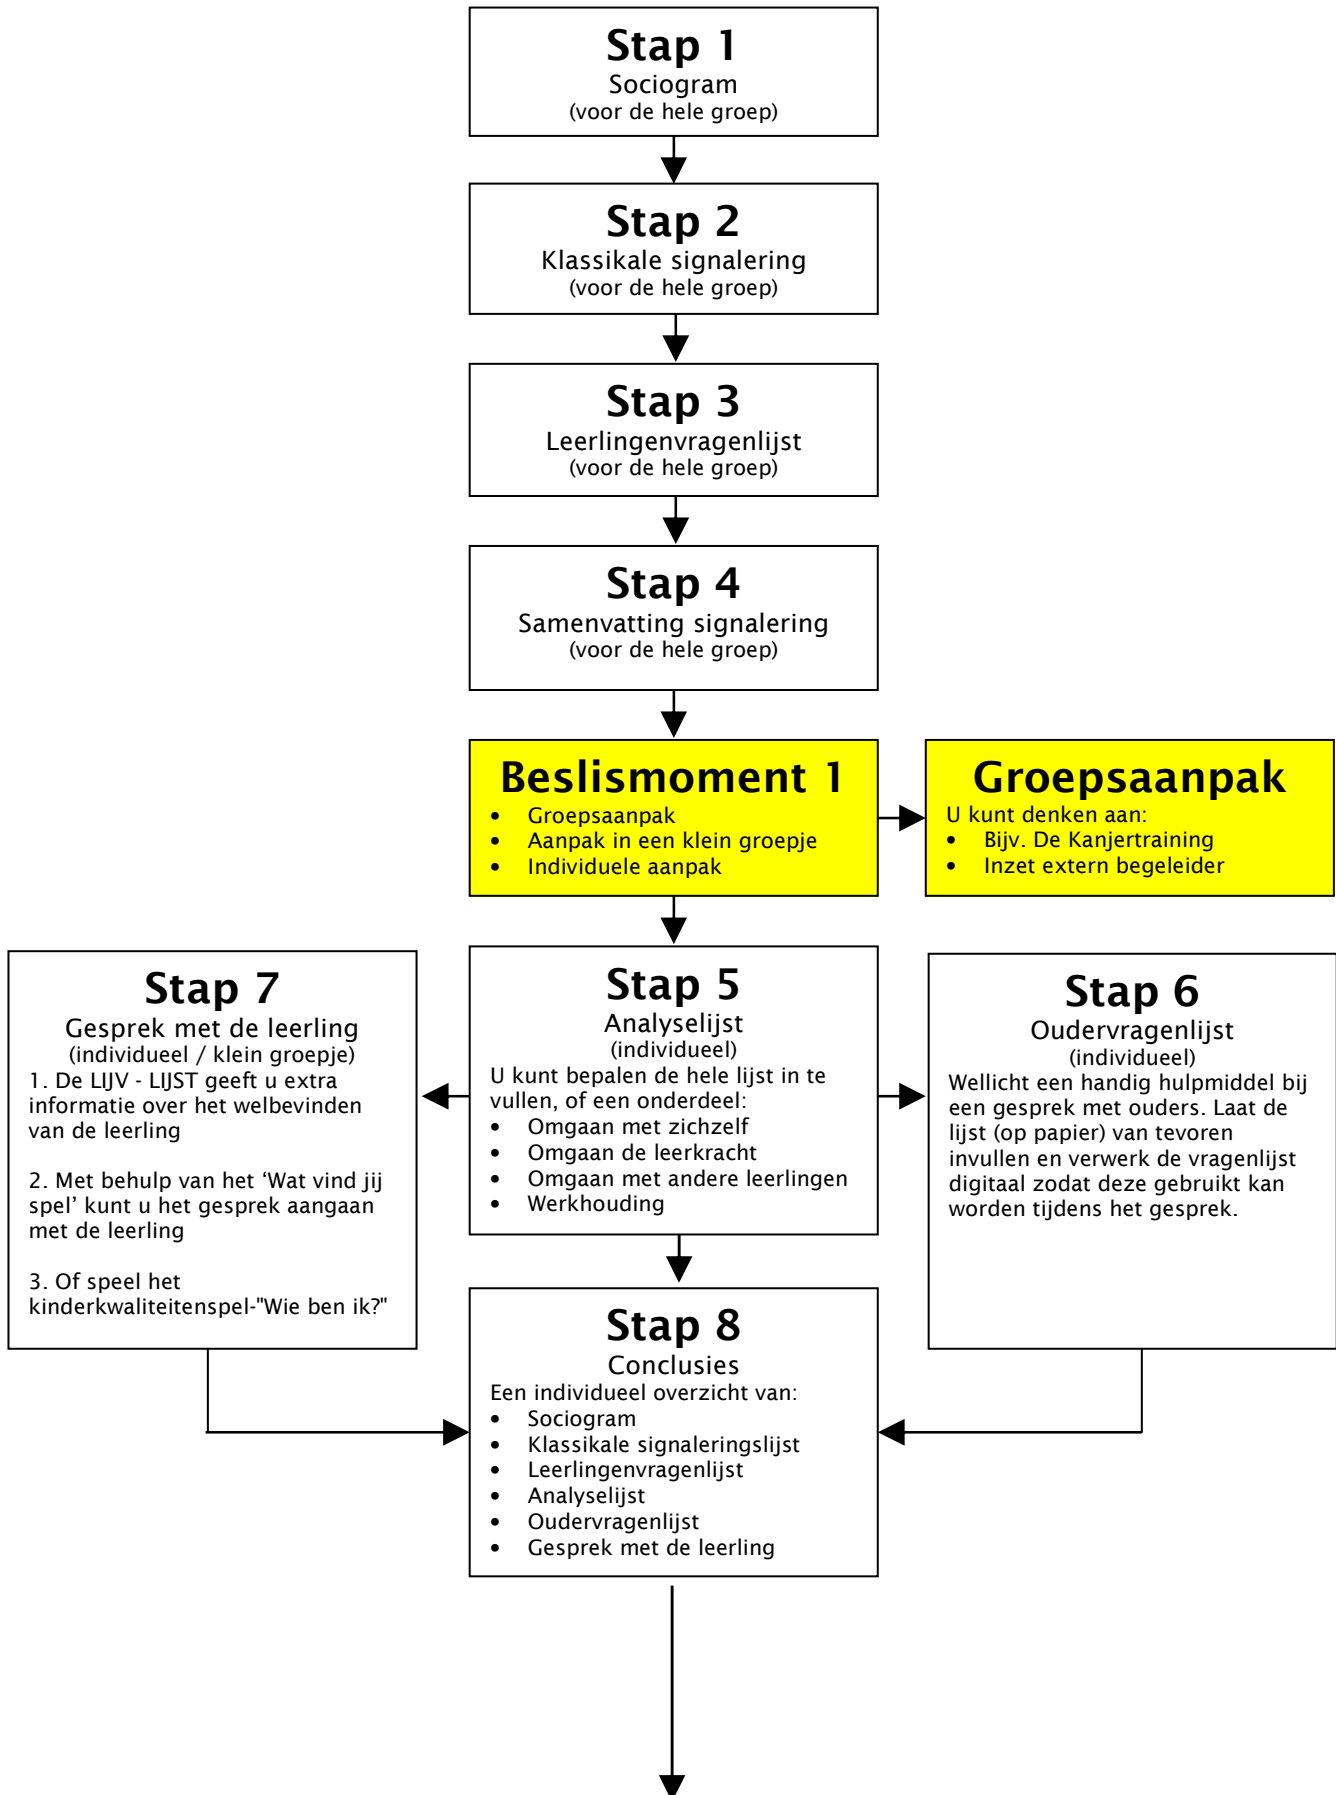 Stap 1
Sociogram
(voor de hele groep)
Stap 2
Klassikale signalering
(voor de hele groep)
Stap 3
Leerlingenvragenlijst
(voor de hele groep)
Stap 4
Samenvatting signalering
(voor de hele groep)
Beslismoment 1
• Groepsaanpak
• Aanpak in een klein groepje
• Individuele aanpak
Groepsaanpak
U kunt denken aan:
• Bijv. De Kanjertraining
• Inzet extern begeleider
Stap 5
Analyselijst
(individueel)
U kunt bepalen de hele lijst in te
vullen, of een onderdeel:
• Omgaan met zichzelf
• Omgaan de leerkracht
• Omgaan met andere leerlingen
• Werkhouding
Stap 6
Oudervragenlijst
(individueel)
Wellicht een handig hulpmiddel bij
een gesprek met ouders. Laat de
lijst (op papier) van tevoren
invullen en verwerk de vragenlijst
digitaal zodat deze gebruikt kan
worden tijdens het gesprek.
Stap 7
Gesprek met de leerling
(individueel / klein groepje)
1. De LIJV - LIJST geeft u extra
informatie over het welbevinden
van de leerling
2. Met behulp van het ‘Wat vind jij
spel’ kunt u het gesprek aangaan
met de leerling
3. Of speel het
kinderkwaliteitenspel-"Wie ben ik?"
Stap 8
Conclusies
Een individueel overzicht van:
• Sociogram
• Klassikale signaleringslijst
• Leerlingenvragenlijst
• Analyselijst
• Oudervragenlijst
• Gesprek met de leerling